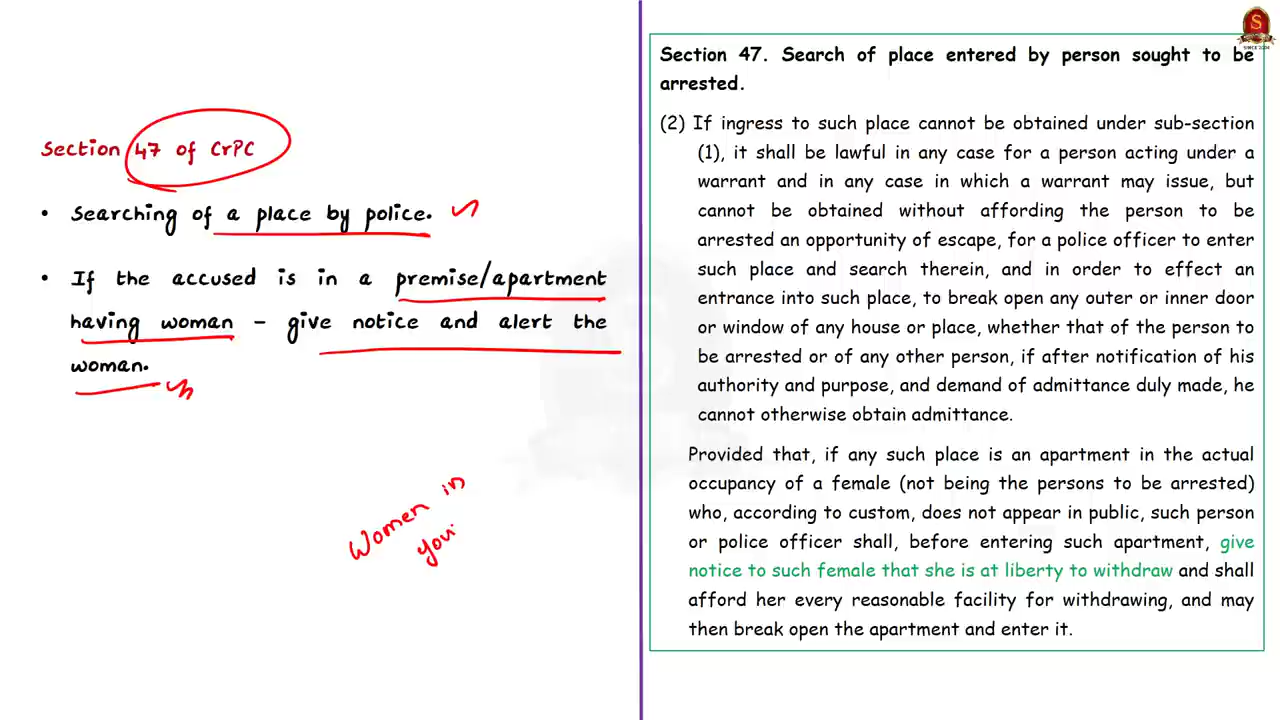 Section 47 of CrPC
• Searching of a place by police.
• If the accused is in a premise/apartment
having woman – give notice and alert the
woman.
Women in
you
Section 47. Search of place entered by person sought to be
arrested.
(2) If ingress to such place cannot be obtained under sub-section
(1), it shall be lawful in any case for a person acting under a
warrant and in any case in which a warrant may issue, but
cannot be obtained without affording the person to be
arrested an opportunity of escape, for a police officer to enter
such place and search therein, and in order to effect an
entrance into such place, to break open any outer or inner door
or window of any house or place, whether that of the person to
be arrested or of any other person, if after notification of his
authority and purpose, and demand of admittance duly made, he
cannot otherwise obtain admittance.
Provided that, if any such place is an apartment in the actual
occupancy of a female (not being the persons to be arrested)
who, according to custom, does not appear in public, such person
or police officer shall, before entering such apartment, give
notice to such female that she is at liberty to withdraw and shall
afford her every reasonable facility for withdrawing, and may
then break open the apartment and enter it.
S
SINCE 2004